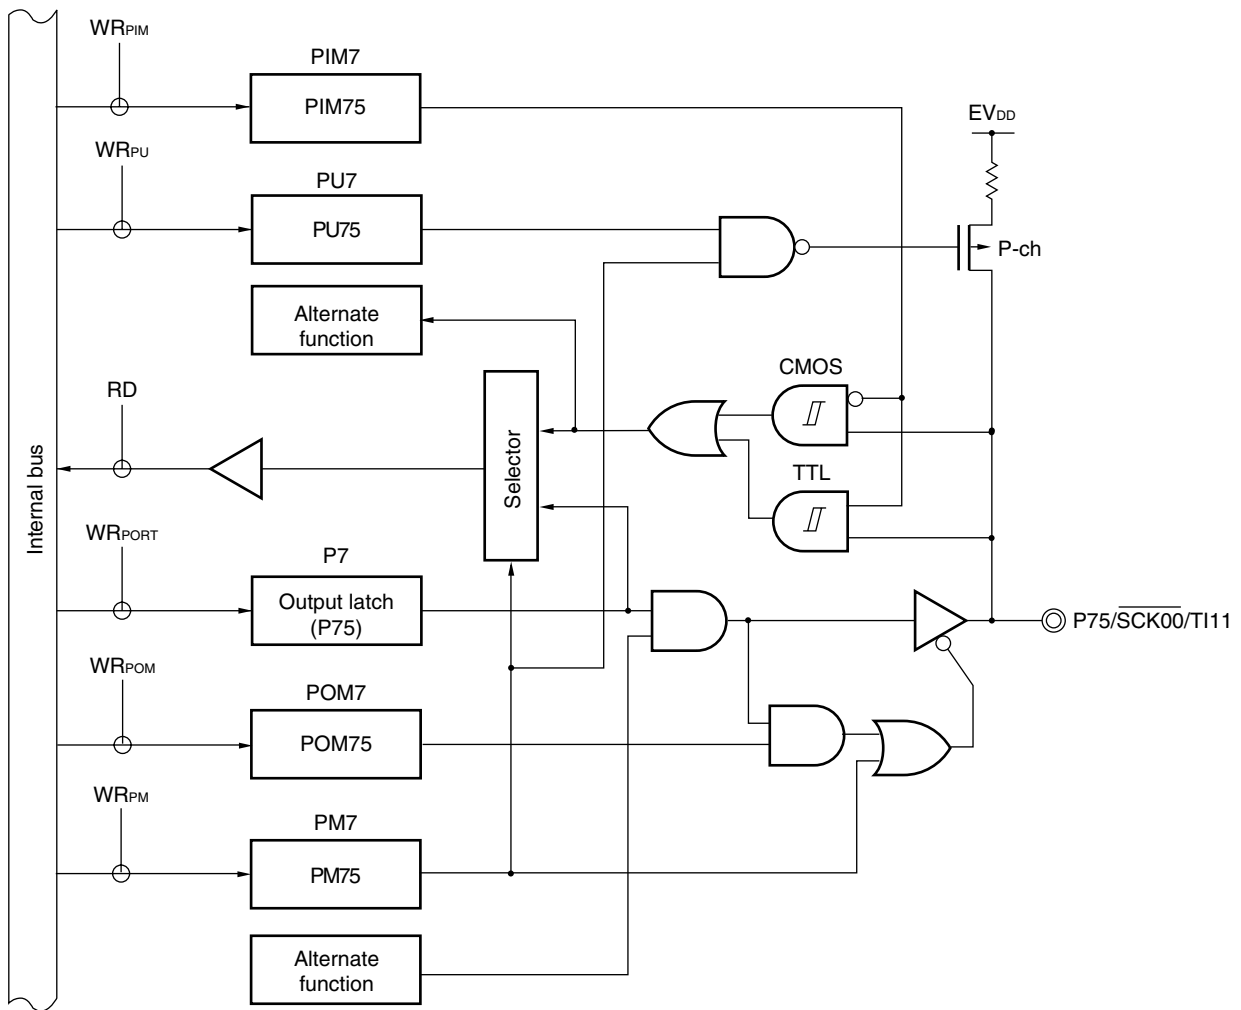 WRPIM
PIM7
PIM75
EVDD
WRPU
PU7
PU75
P-ch
Alternate
function
CMOS
RD
Selector
TTL
Internal bus
WRPORT
P7
Output latch
(P75)
P75/SCK00/TI11
WRPOM
POM7
POM75
WRPM
PM7
PM75
Alternate
function